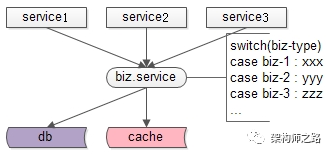 service1
service2
service3
switch(biz-type)
case biz-1 : xxx
case biz-2 : yyy
case biz-3 : zzz
...
biz.service
db
cache
架构师之路